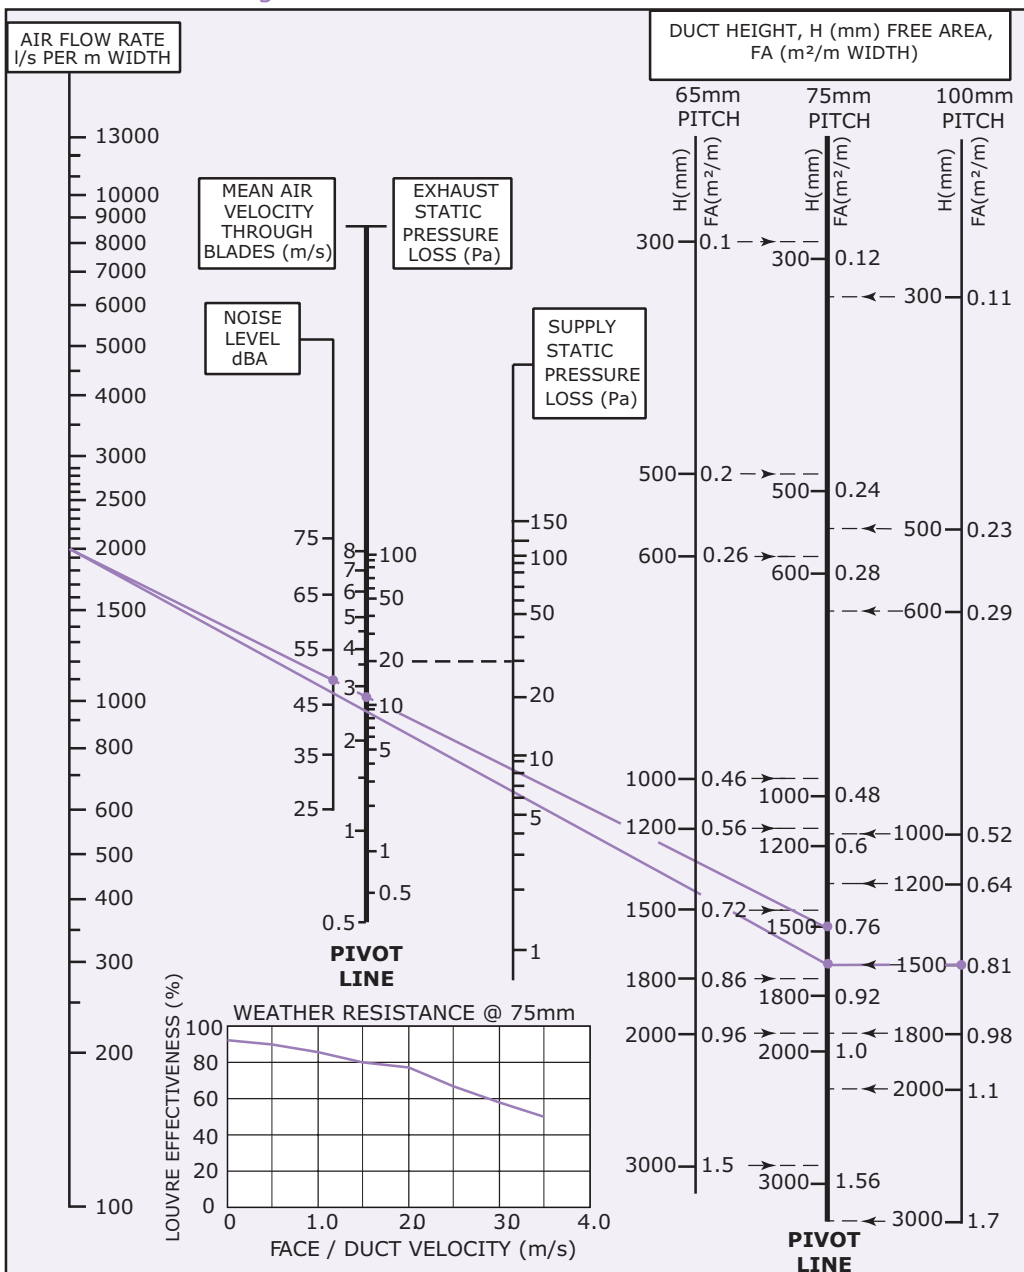 AIR FLOW RATE
l/s PER m WIDTH
13000
10000
9000
8000
7000
6000
5000
4000
3000
2500
2000
1500
1000
800
600
500
400
300
200
100
MEAN AIR
VELOCITY
THROUGH
BLADES (m/s)
EXHAUST
STATIC
PRESSURE
LOSS (Pa)
NOISE
LEVEL
dBA
SUPPLY
STATIC
PRESSURE
LOSS (Pa)
75
65
55
45
35
25
8
7
6
5
4
3
2
1
0.5
100
50
20
10
5
1
0.5
PIVOT
LINE
150
100
50
20
10
5
1
DUCT HEIGHT, H (mm) FREE AREA,
FA (m²/m WIDTH)
65mm
PITCH
H(mm)
FA(m²/m)
300 0.1
500 0.2
600 0.26
1000 0.46
1200 0.56
1500 0.72
1800 0.86
2000 0.96
3000 1.5
75mm
PITCH
H(mm)
FA(m²/m)
300 0.12
500 0.24
600 0.28
1000 0.48
1200 0.6
1500 0.76
1800 0.92
2000 1.0
3000 1.56
PIVOT
LINE
100mm
PITCH
H(mm)
FA(m²/m)
300 0.11
500 0.23
600 0.29
1000 0.52
1200 0.64
1500 0.81
1800 0.98
2000 1.1
3000 1.7
WEATHER RESISTANCE @ 75mm
LOUVRE EFFECTIVENESS (%)
100
80
60
40
20
0
0 1.0 2.0 3.0 4.0
FACE / DUCT VELOCITY (m/s)